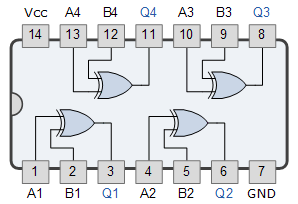 Vcc A4 B4 Q4 A3 B3 Q3
14 13 12 11 10 9 8
1 2 3 4 5 6 7
A1 B1 Q1 A2 B2 Q2 GND